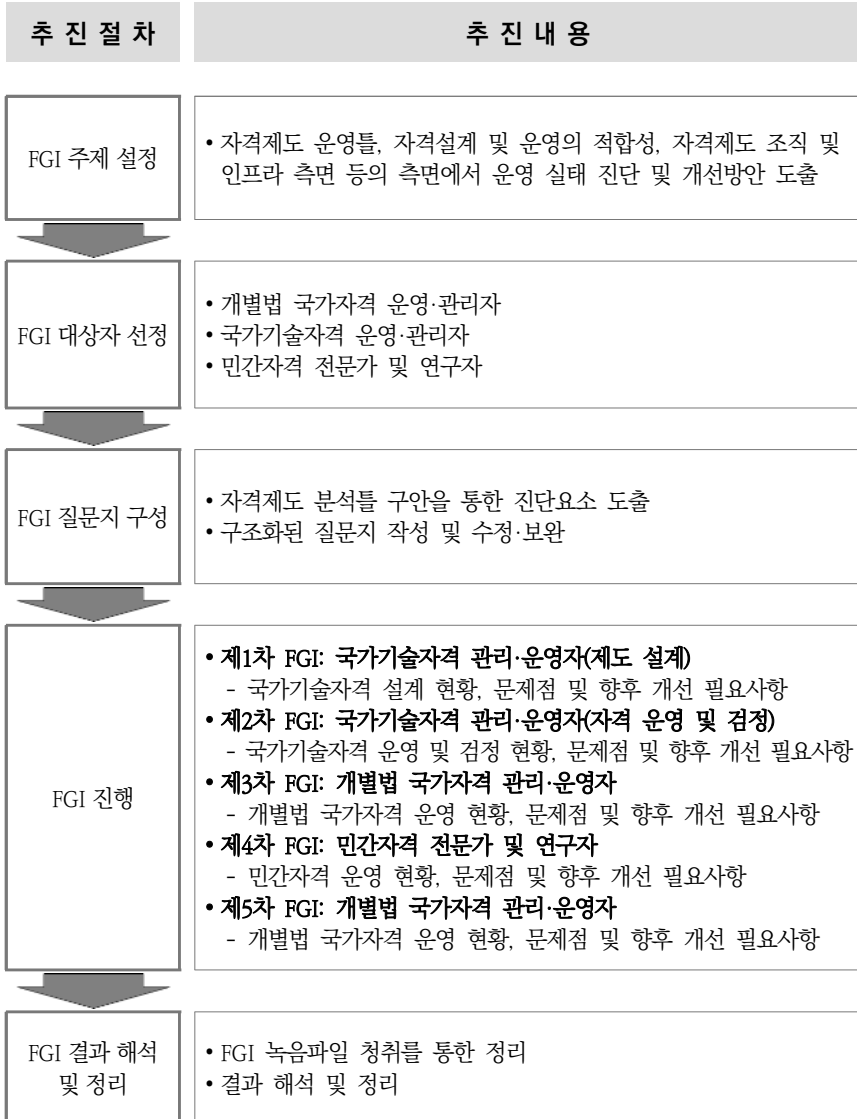 추 진 절 차
추 진 내 용
FGI 주제 설정
• 자격제도 운영틀, 자격설계 및 운영의 적합성, 자격제도 조직 및
인프라 측면 등의 측면에서 운영 실태 진단 및 개선방안 도출
FGI 대상자 선정
• 개별법 국가자격 운영·관리자
• 국가기술자격 운영·관리자
• 민간자격 전문가 및 연구자
FGI 질문지 구성
• 자격제도 분석틀 구안을 통한 진단요소 도출
• 구조화된 질문지 작성 및 수정·보완
FGI 진행
• 제1차 FGI: 국가기술자격 관리·운영자(제도 설계)
- 국가기술자격 설계 현황, 문제점 및 향후 개선 필요사항
• 제2차 FGI: 국가기술자격 관리·운영자(자격 운영 및 검정)
- 국가기술자격 운영 및 검정 현황, 문제점 및 향후 개선 필요사항
• 제3차 FGI: 개별법 국가자격 관리·운영자
- 개별법 국가자격 운영 현황, 문제점 및 향후 개선 필요사항
• 제4차 FGI: 민간자격 전문가 및 연구자
- 민간자격 운영 현황, 문제점 및 향후 개선 필요사항
• 제5차 FGI: 개별법 국가자격 관리·운영자
- 개별법 국가자격 운영 현황, 문제점 및 향후 개선 필요사항
FGI 결과 해석
및 정리
• FGI 녹음파일 청취를 통한 정리
• 결과 해석 및 정리